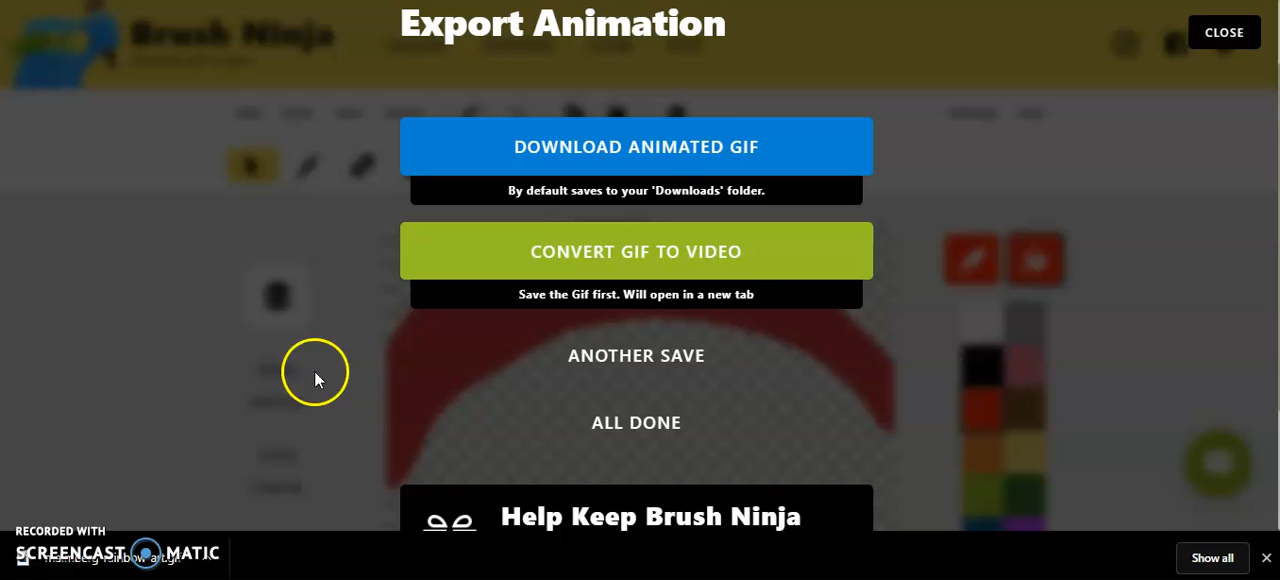 Export Animation
CLOSE
Brush Ninja
DOWNLOAD ANIMATED GIF
By default saves to your 'Downloads' folder.
CONVERT GIF TO VIDEO
Save the Gif first. Will open in a new tab
ANOTHER SAVE
ALL DONE
Help Keep Brush Ninja
RECORDED WITH
SCREENCAST MATIC
Show all